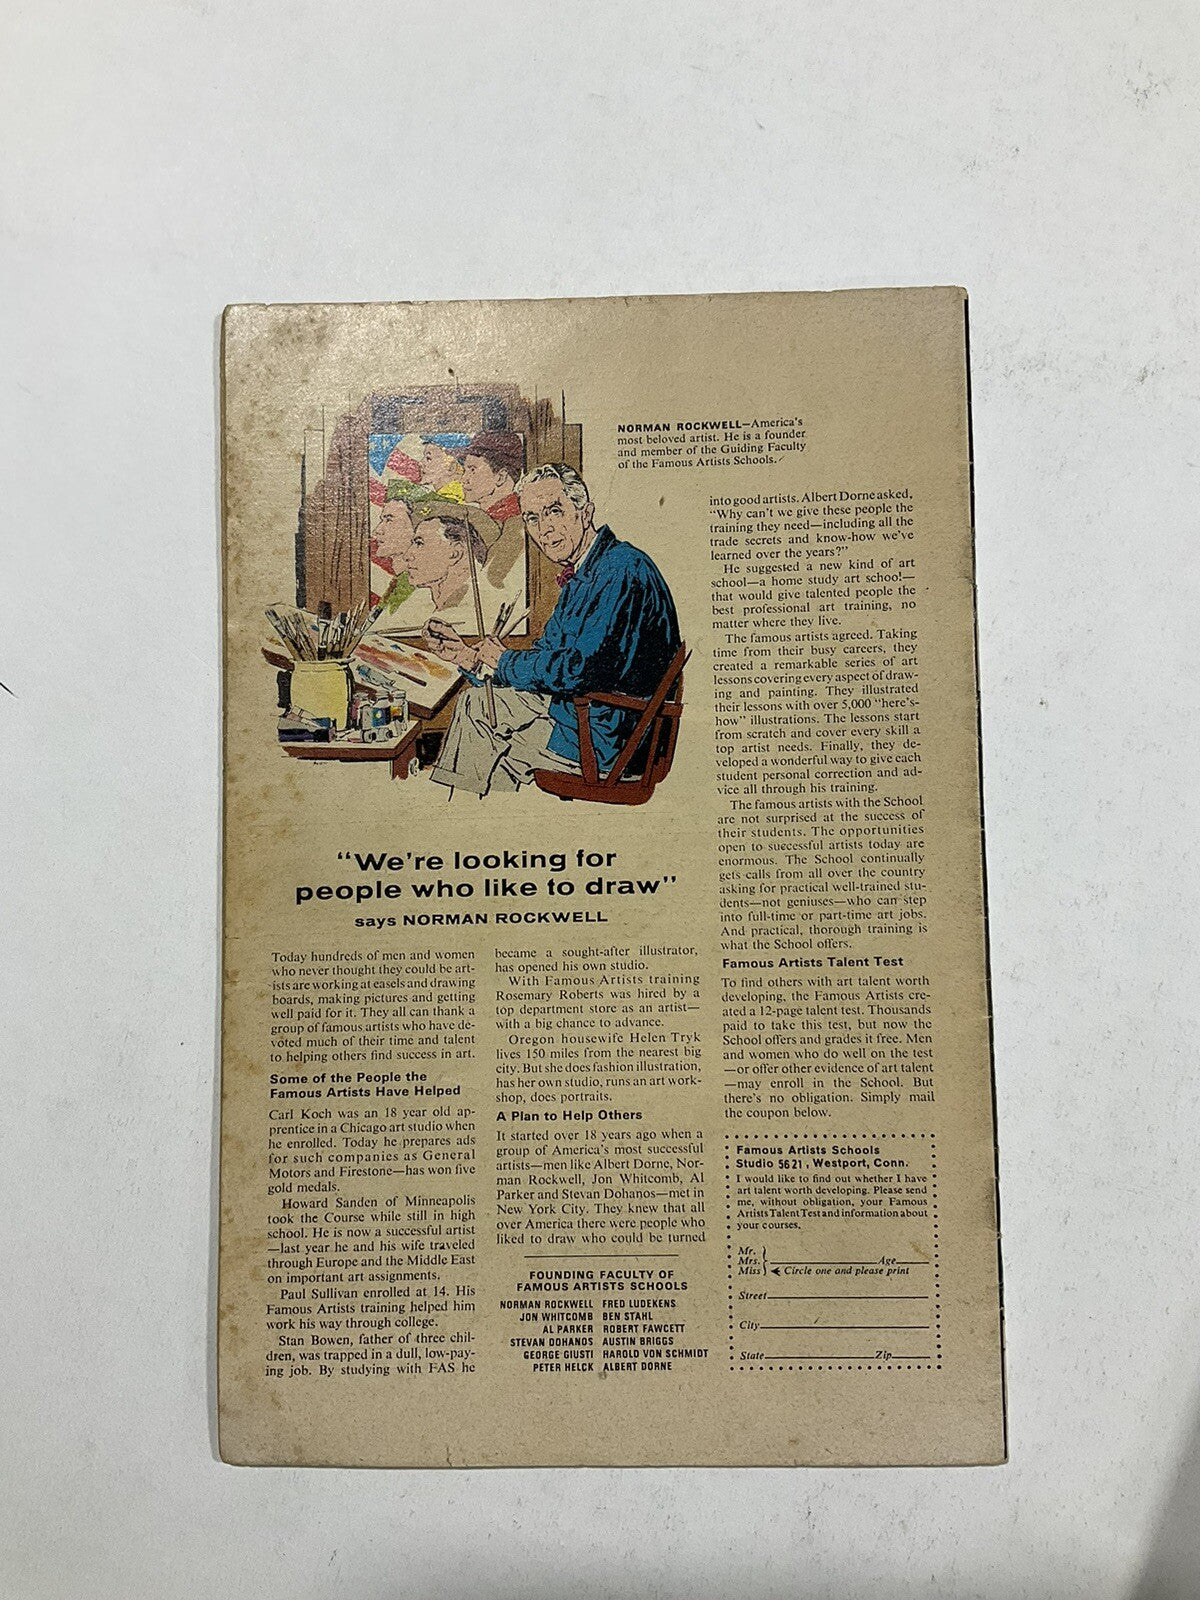 NORMAN ROCKWELL—America's
most beloved artist. He is a founder
and member of the Guiding Faculty
of the Famous Artists Schools.
"We're looking for
people who like to draw"
says NORMAN ROCKWELL
Today hundreds of men and women
who never thought they could be art-
ists are working at easels and drawing
boards, making pictures and getting
well paid for it. They all can thank a
group of famous artists who have de-
voted much of their time and talent
to helping others find success in art.
Some of the People the
Famous Artists Have Helped
Carl Koch was an 18 year old ap-
prentice in a Chicago art studio when
he enrolled. Today he prepares ads
for such companies as General
Motors and Firestone—has won five
gold medals.
Howard Sanden of Minneapolis
took the Course while still in high
school. He is now a successful artist
—last year he and his wife traveled
through Europe and the Middle East
on important art assignments.
Paul Sullivan enrolled at 14. His
Famous Artists training helped him
work his way through college.
Stan Bowen, father of three chil-
dren, was trapped in a dull, low-pay-
ing job. By studying with FAS he
became a sought-after illustrator,
has opened his own studio.
With Famous Artists training
Rosemary Roberts was hired by a
top department store as an artist—
with a big chance to advance.
Oregon housewife Helen Tryk
lives 150 miles from the nearest big
city. But she does fashion illustration,
has her own studio, runs an art work-
shop, does portraits.
A Plan to Help Others
It started over 18 years ago when a
group of America's most successful
artists—men like Albert Dorne, Nor-
man Rockwell, Jon Whitcomb, Al
Parker and Stevan Dohanos—met in
New York City. They knew that all
over America there were people who
liked to draw who could be turned
FOUNDING FACULTY OF
FAMOUS ARTISTS SCHOOLS
NORMAN ROCKWELL FRED LUDEKENS
JON WHITCOMB BEN STAHL
AL PARKER ROBERT FAWCETT
STEVAN DOHANOS AUSTIN BRIGGS
GEORGE GIUSTI HAROLD VON SCHMIDT
PETER HELCK ALBERT DORNE
into good artists. Albert Dorne asked,
"Why can't we give these people the
training they need—including all the
trade secrets and know-how we've
learned over the years?"
He suggested a new kind of art
school—a home study art school—
that would give talented people the
best professional art training, no
matter where they live.
The famous artists agreed. Taking
time from their busy careers, they
created a remarkable series of art
lessons covering every aspect of draw-
ing and painting. They illustrated
their lessons with over 5,000 "here's-
how" illustrations. The lessons start
from scratch and cover every skill a
top artist needs. Finally, they de-
veloped a wonderful way to give each
student personal correction and ad-
vice all through his training.
The famous artists with the School
are not surprised at the success of
their students. The opportunities
open to successful artists today are
enormous. The School continually
gets calls from all over the country
asking for practical well-trained stu-
dents—not geniuses—who can step
into full-time or part-time art jobs.
And practical, thorough training is
what the School offers.
Famous Artists Talent Test
To find others with art talent worth
developing, the Famous Artists cre-
ated a 12-page talent test. Thousands
paid to take this test, but now the
School offers and grades it free. Men
and women who do well on the test
—or offer other evidence of art talent
—may enroll in the School. But
there's no obligation. Simply mail
the coupon below.
Famous Artists Schools
Studio 5621, Westport, Conn.
I would like to find out whether I have
art talent worth developing. Please send
me, without obligation, your Famous
Artists Talent Test and information about
your courses.
Mr.
Mrs. Age
Miss Circle one and please print
Street
City
State Zip